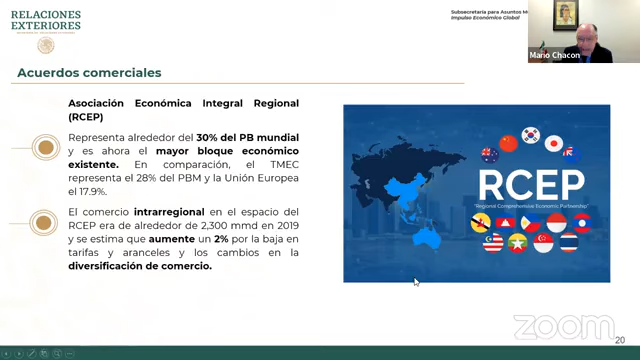 RELACIONES
EXTERIORES
Subsecretaría para Asuntos M
Impulso Económico Global
Mario Chacon
Acuerdos comerciales
Asociación Económica Integral Regional
(RCEP)
Representa alrededor del 30% del PB mundial
y es ahora el mayor bloque económico
existente. En comparación, el TMEC
representa el 28% del PBM y la Unión Europea
el 17.9%.
El comercio intrarregional en el espacio del
RCEP era de alrededor de 2,300 mmd en 2019
y se estima que aumente un 2% por la baja en
tarifas y aranceles y los cambios en la
diversificación de comercio.
RCEP
"Regional Comprehensive Economic Partnership"
zoom
20